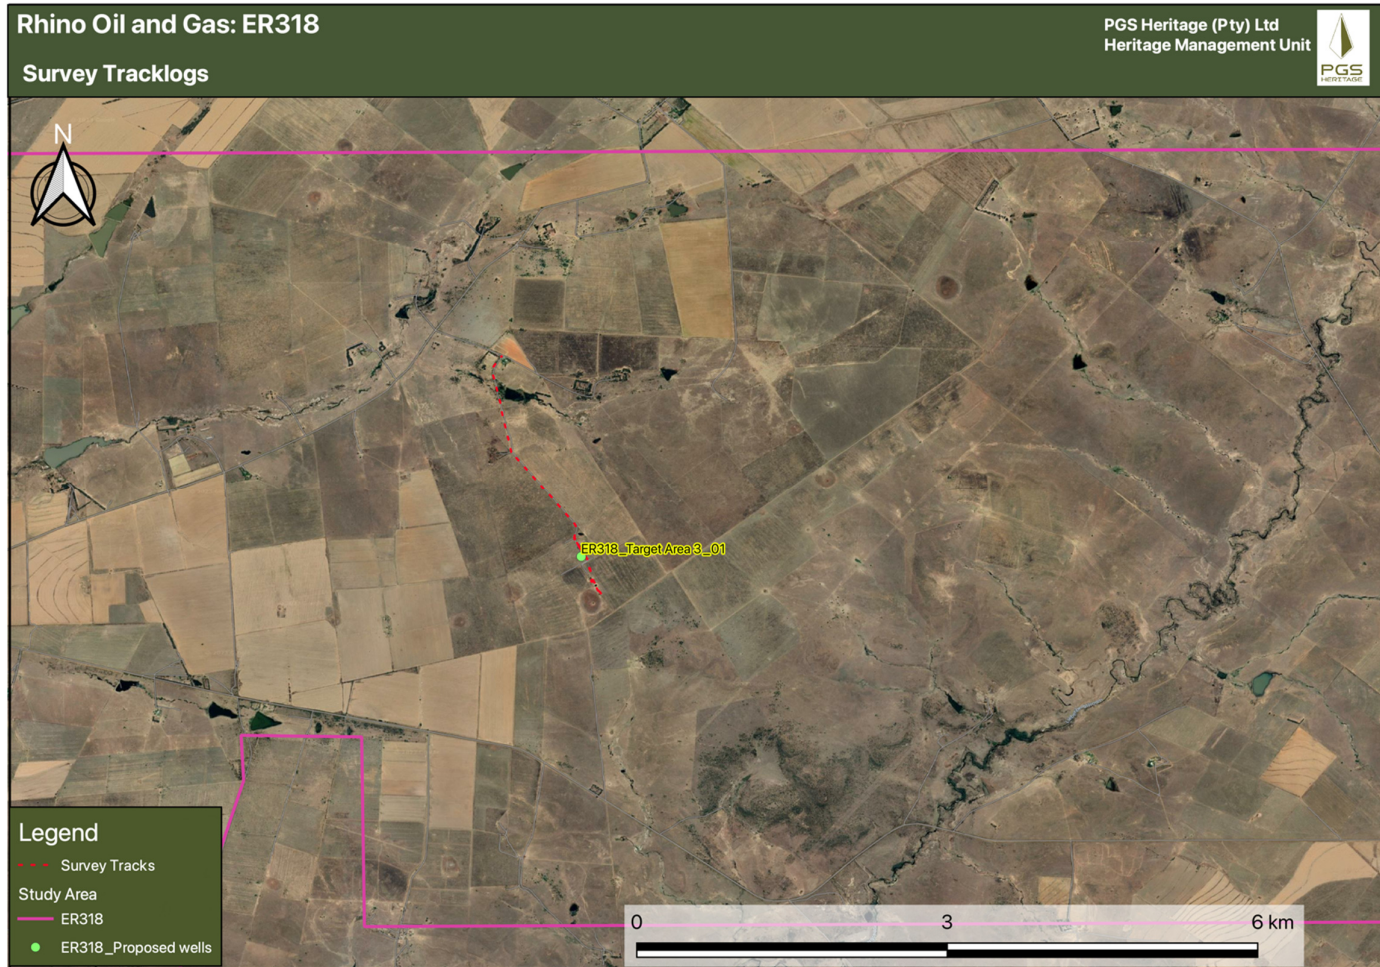 Rhino Oil and Gas: ER318
Survey Tracklogs
PGS Heritage (Pty) Ltd
Heritage Management Unit
PGS
HERITAGE
N
ER318_Target Area 3_01
Legend
Survey Tracks
Study Area
ER318
ER318_Proposed wells
0 3 6 km